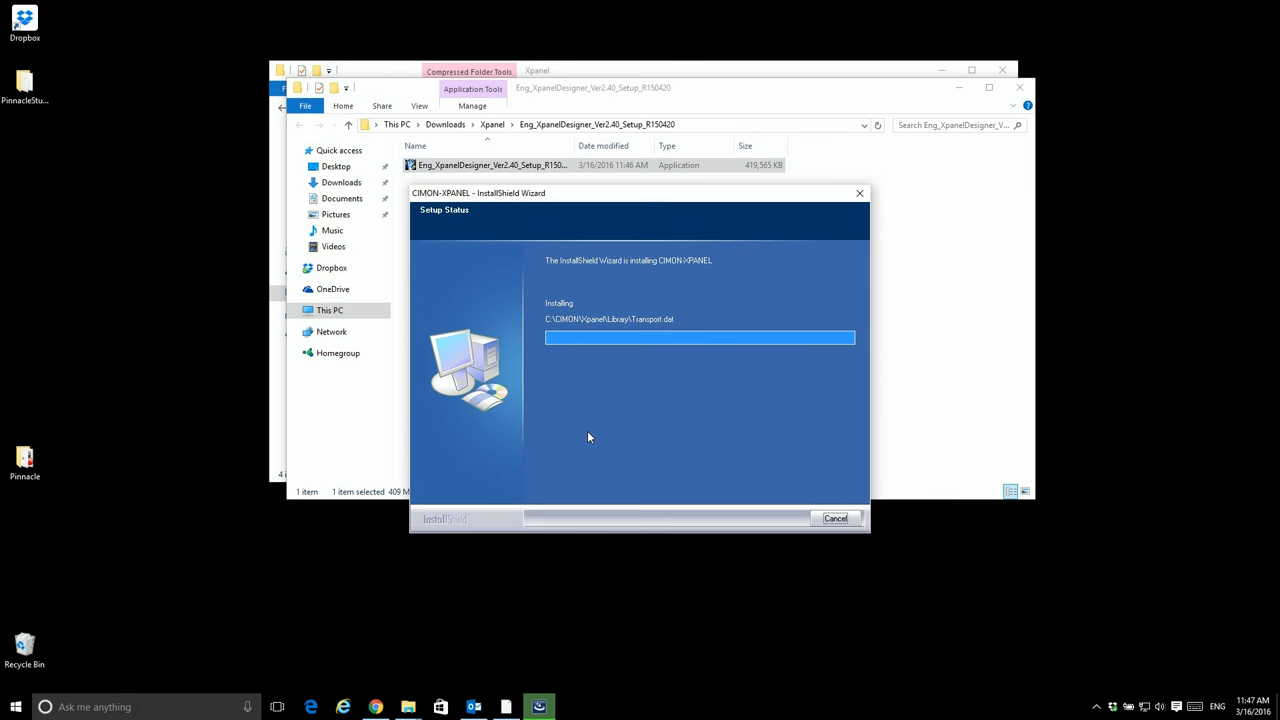 Dropbox
PinnacleStu...
Pinnacle
Recycle Bin
Compressed Folder Tools
Xpanel
F
Application Tools
Eng_XpanelDesigner_Ver2.40_Setup_R150420
File
Home
Share
View
Manage
This PC
Downloads
Xpanel
Eng_XpanelDesigner_Ver2.40_Setup_R150420
Search Eng_XpanelDesigner_V...
Name
Date modified
Type
Size
Quick access
Desktop
Downloads
Documents
Pictures
Music
Videos
Dropbox
OneDrive
This PC
Network
Homegroup
Eng_XpanelDesigner_Ver2.40_Setup_R150...
3/16/2016 11:46 AM
Application
419,565 KB
CIMON-XPANEL - InstallShield Wizard
Setup Status
The InstallShield Wizard is installing CIMON-XPANEL
Installing
C:\CIMON\Xpanel\Library\Transport.dat
InstallShield
Cancel
4 i
1 item
1 item selected
409 M
Ask me anything
ENG
11:47 AM
3/16/2016